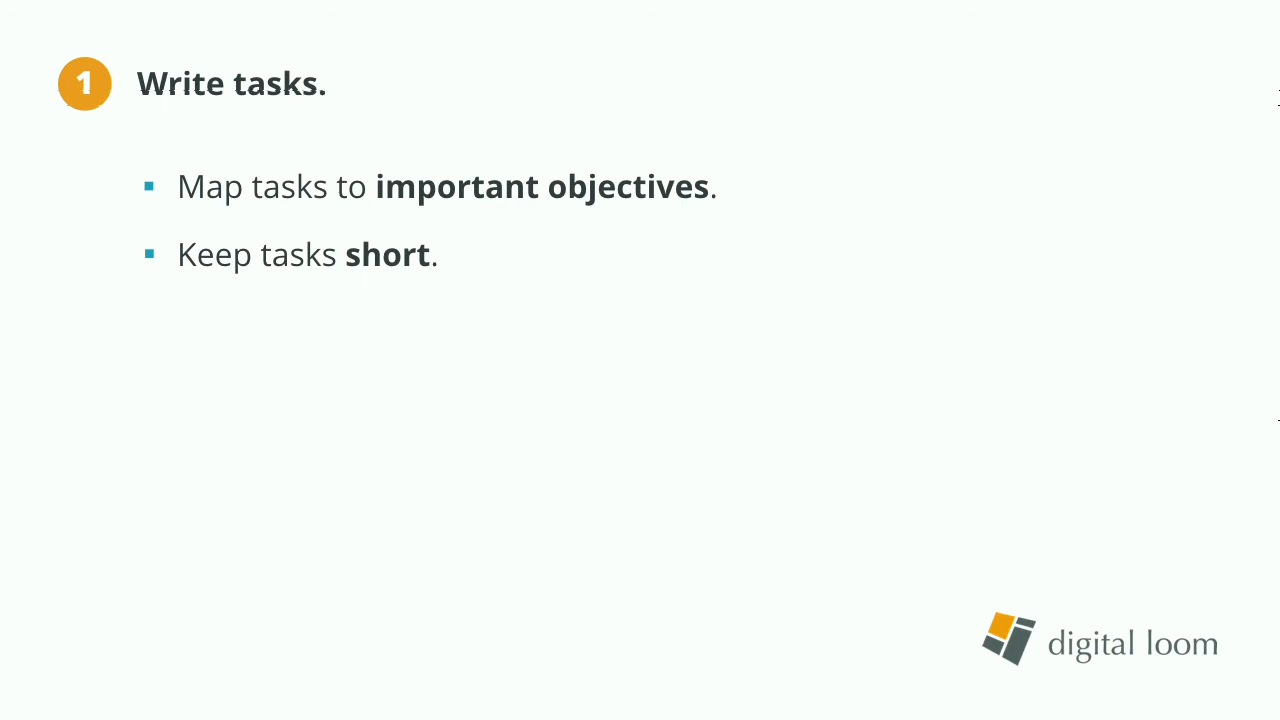 1 Write tasks.
Map tasks to important objectives.
Keep tasks short.
digital loom